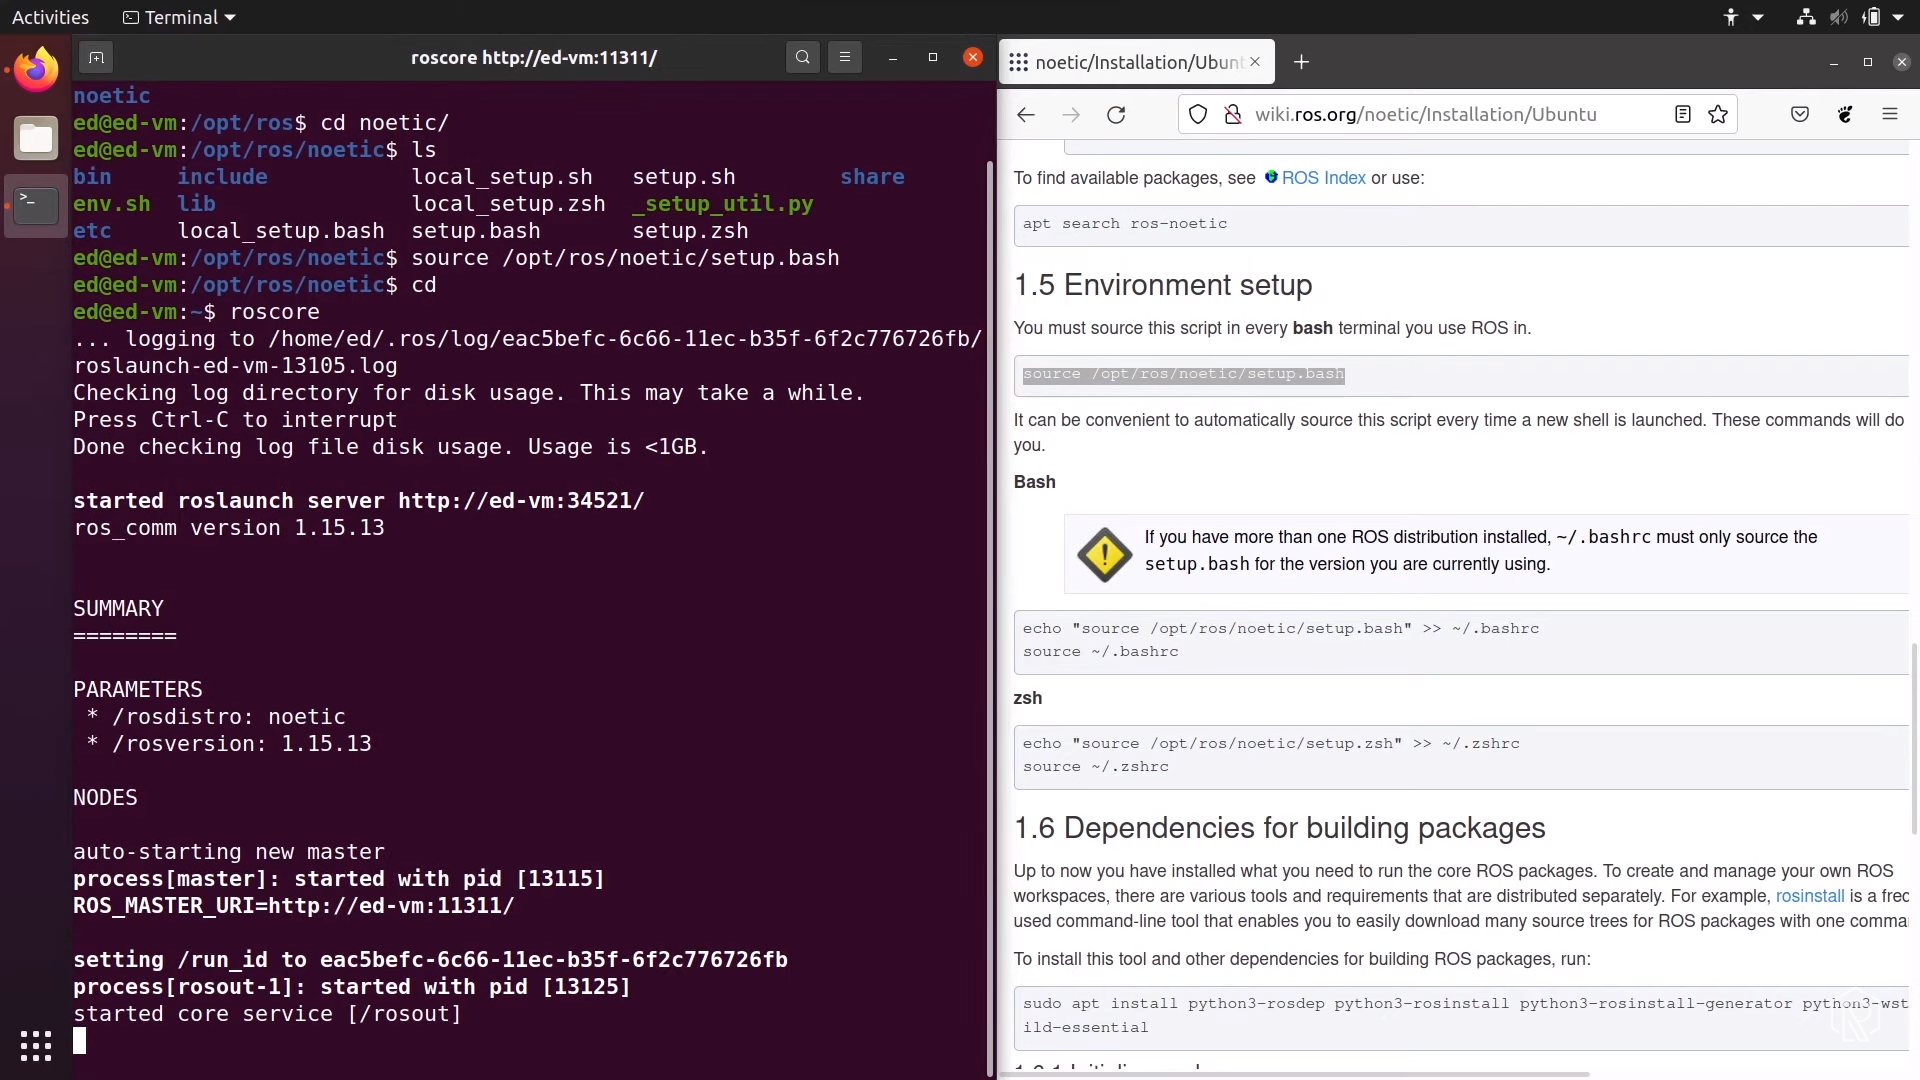 Activities
Terminal
roscore http://ed-vm:11311/
noetic
ed@ed-vm:/opt/ros$ cd noetic/
ed@ed-vm:/opt/ros/noetic$ ls
bin include local_setup.sh setup.sh share
env.sh lib local_setup.zsh _setup_util.py
etc local_setup.bash setup.bash setup.zsh
ed@ed-vm:/opt/ros/noetic$ source /opt/ros/noetic/setup.bash
ed@ed-vm:/opt/ros/noetic$ cd
ed@ed-vm:~$ roscore
... logging to /home/ed/.ros/log/eac5befc-6c66-11ec-b35f-6f2c776726fb/
roslaunch-ed-vm-13105.log
Checking log directory for disk usage. This may take a while.
Press Ctrl-C to interrupt
Done checking log file disk usage. Usage is <1GB.
started roslaunch server http://ed-vm:34521/
ros_comm version 1.15.13
SUMMARY
========
PARAMETERS
* /rosdistro: noetic
* /rosversion: 1.15.13
NODES
auto-starting new master
process[master]: started with pid [13115]
ROS_MASTER_URI=http://ed-vm:11311/
setting /run_id to eac5befc-6c66-11ec-b35f-6f2c776726fb
process[rosout-1]: started with pid [13125]
started core service [/rosout]
noetic/Installation/Ubunt
wiki.ros.org/noetic/Installation/Ubuntu
To find available packages, see ROS Index or use:
apt search ros-noetic
1.5 Environment setup
You must source this script in every bash terminal you use ROS in.
source /opt/ros/noetic/setup.bash
It can be convenient to automatically source this script every time a new shell is launched. These commands will do
you.
Bash
If you have more than one ROS distribution installed, ~/.bashrc must only source the
setup.bash for the version you are currently using.
echo "source /opt/ros/noetic/setup.bash" >> ~/.bashrc
source ~/.bashrc
zsh
echo "source /opt/ros/noetic/setup.zsh" >> ~/.zshrc
source ~/.zshrc
1.6 Dependencies for building packages
Up to now you have installed what you need to run the core ROS packages. To create and manage your own ROS
workspaces, there are various tools and requirements that are distributed separately. For example, rosinstall is a freq
used command-line tool that enables you to easily download many source trees for ROS packages with one comma
To install this tool and other dependencies for building ROS packages, run:
sudo apt install python3-rosdep python3-rosinstall python3-rosinstall-generator python3-wst
ild-essential